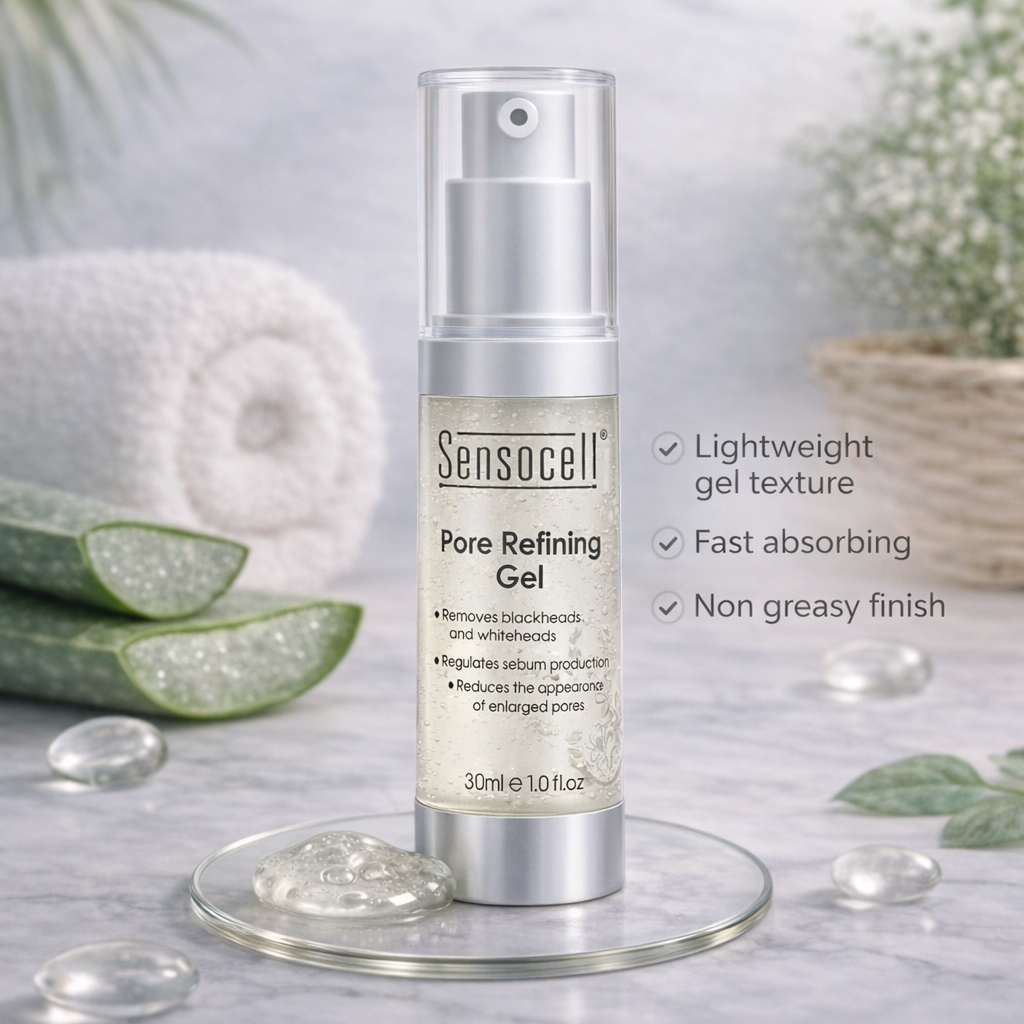 Sensocell®
Pore Refining
Gel
•Removes blackheads
and whiteheads
•Regulates sebum production
•Reduces the appearance
of enlarged pores
30ml e 1.0 fl.oz
Lightweight
gel texture
Fast absorbing
Non greasy finish